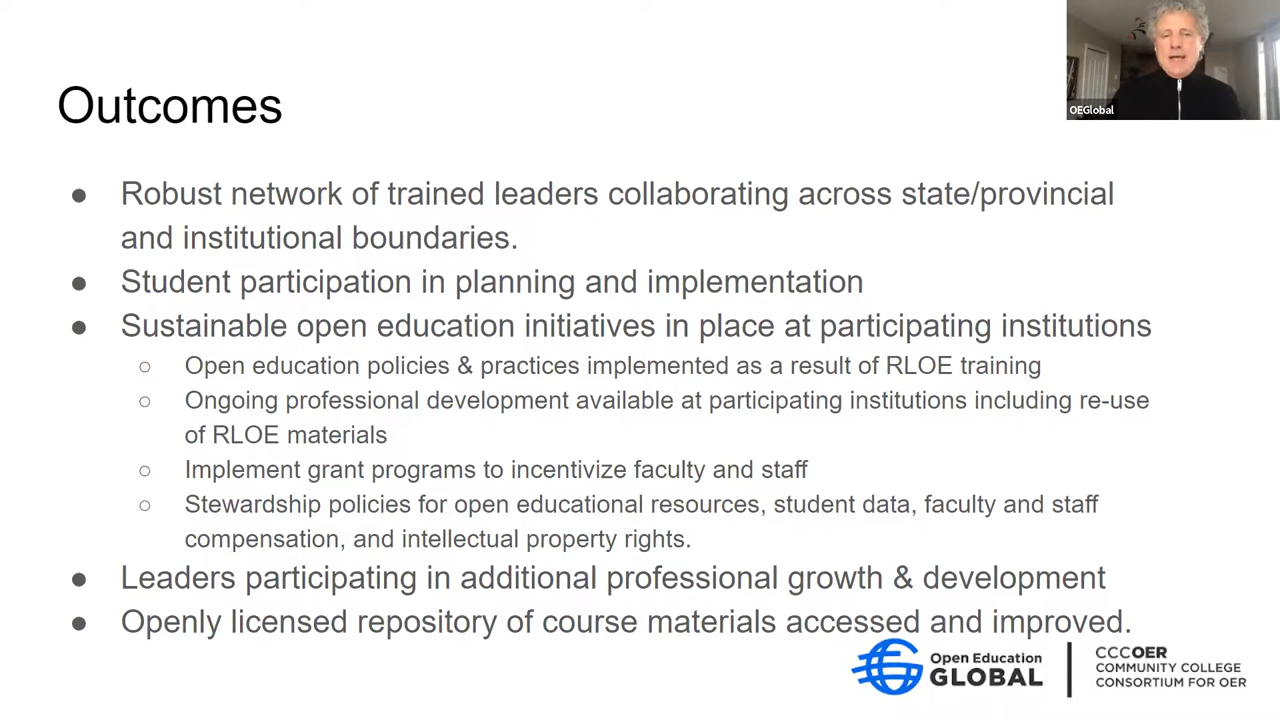 OEGlobal
Outcomes
● Robust network of trained leaders collaborating across state/provincial
and institutional boundaries.
● Student participation in planning and implementation
● Sustainable open education initiatives in place at participating institutions
○ Open education policies & practices implemented as a result of RLOE training
○ Ongoing professional development available at participating institutions including re-use
of RLOE materials
○ Implement grant programs to incentivize faculty and staff
○ Stewardship policies for open educational resources, student data, faculty and staff
compensation, and intellectual property rights.
● Leaders participating in additional professional growth & development
● Openly licensed repository of course materials accessed and improved.
Open Education
GLOBAL
CCCOER
COMMUNITY COLLEGE
CONSORTIUM FOR OER